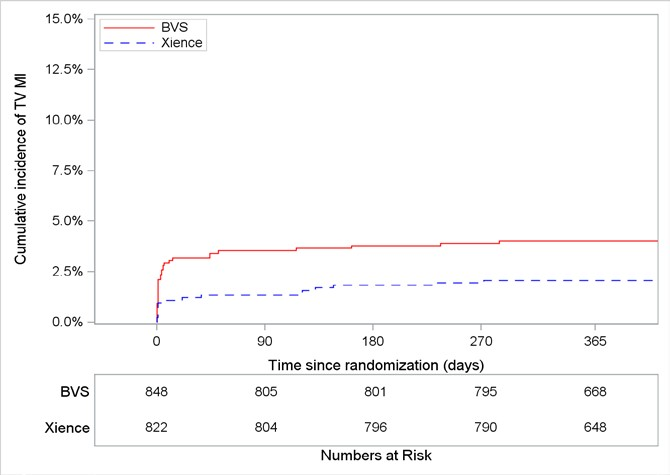 15.0%
12.5%
10.0%
7.5%
5.0%
2.5%
0.0%
Cumulative incidence of TV MI
BVS
Xience
0 90 180 270 365
Time since randomization (days)
BVS 848 805 801 795 668
Xience 822 804 796 790 648
Numbers at Risk